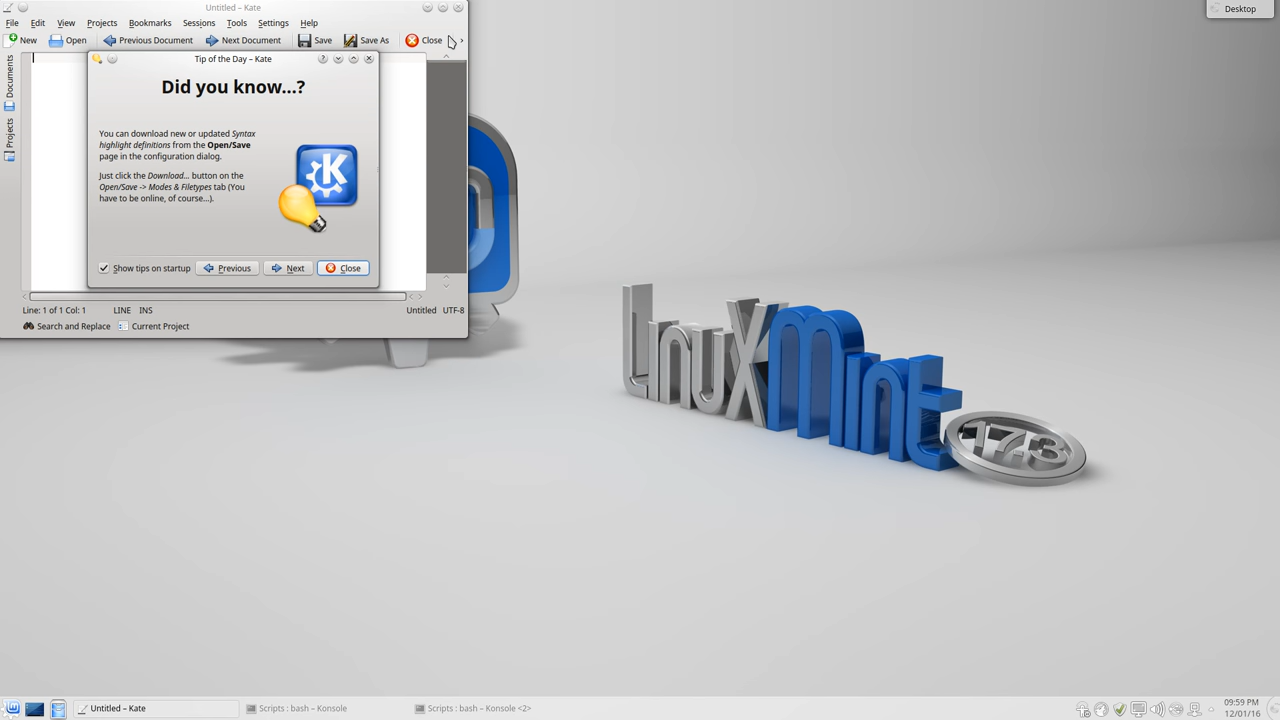 Untitled – Kate
Desktop
File Edit View Projects Bookmarks Sessions Tools Settings Help
New Open Previous Document Next Document Save Save As Close
Documents
Projects
Tip of the Day – Kate
Did you know...?
You can download new or updated Syntax
highlight definitions from the Open/Save
page in the configuration dialog.
Just click the Download... button on the
Open/Save -> Modes & Filetypes tab (You
have to be online, of course...).
Show tips on startup Previous Next Close
Line: 1 of 1 Col: 1 LINE INS Untitled UTF-8
Search and Replace Current Project
LinuxMint
17.3
Untitled – Kate Scripts : bash – Konsole Scripts : bash – Konsole <2>
09:59 PM
12/01/16